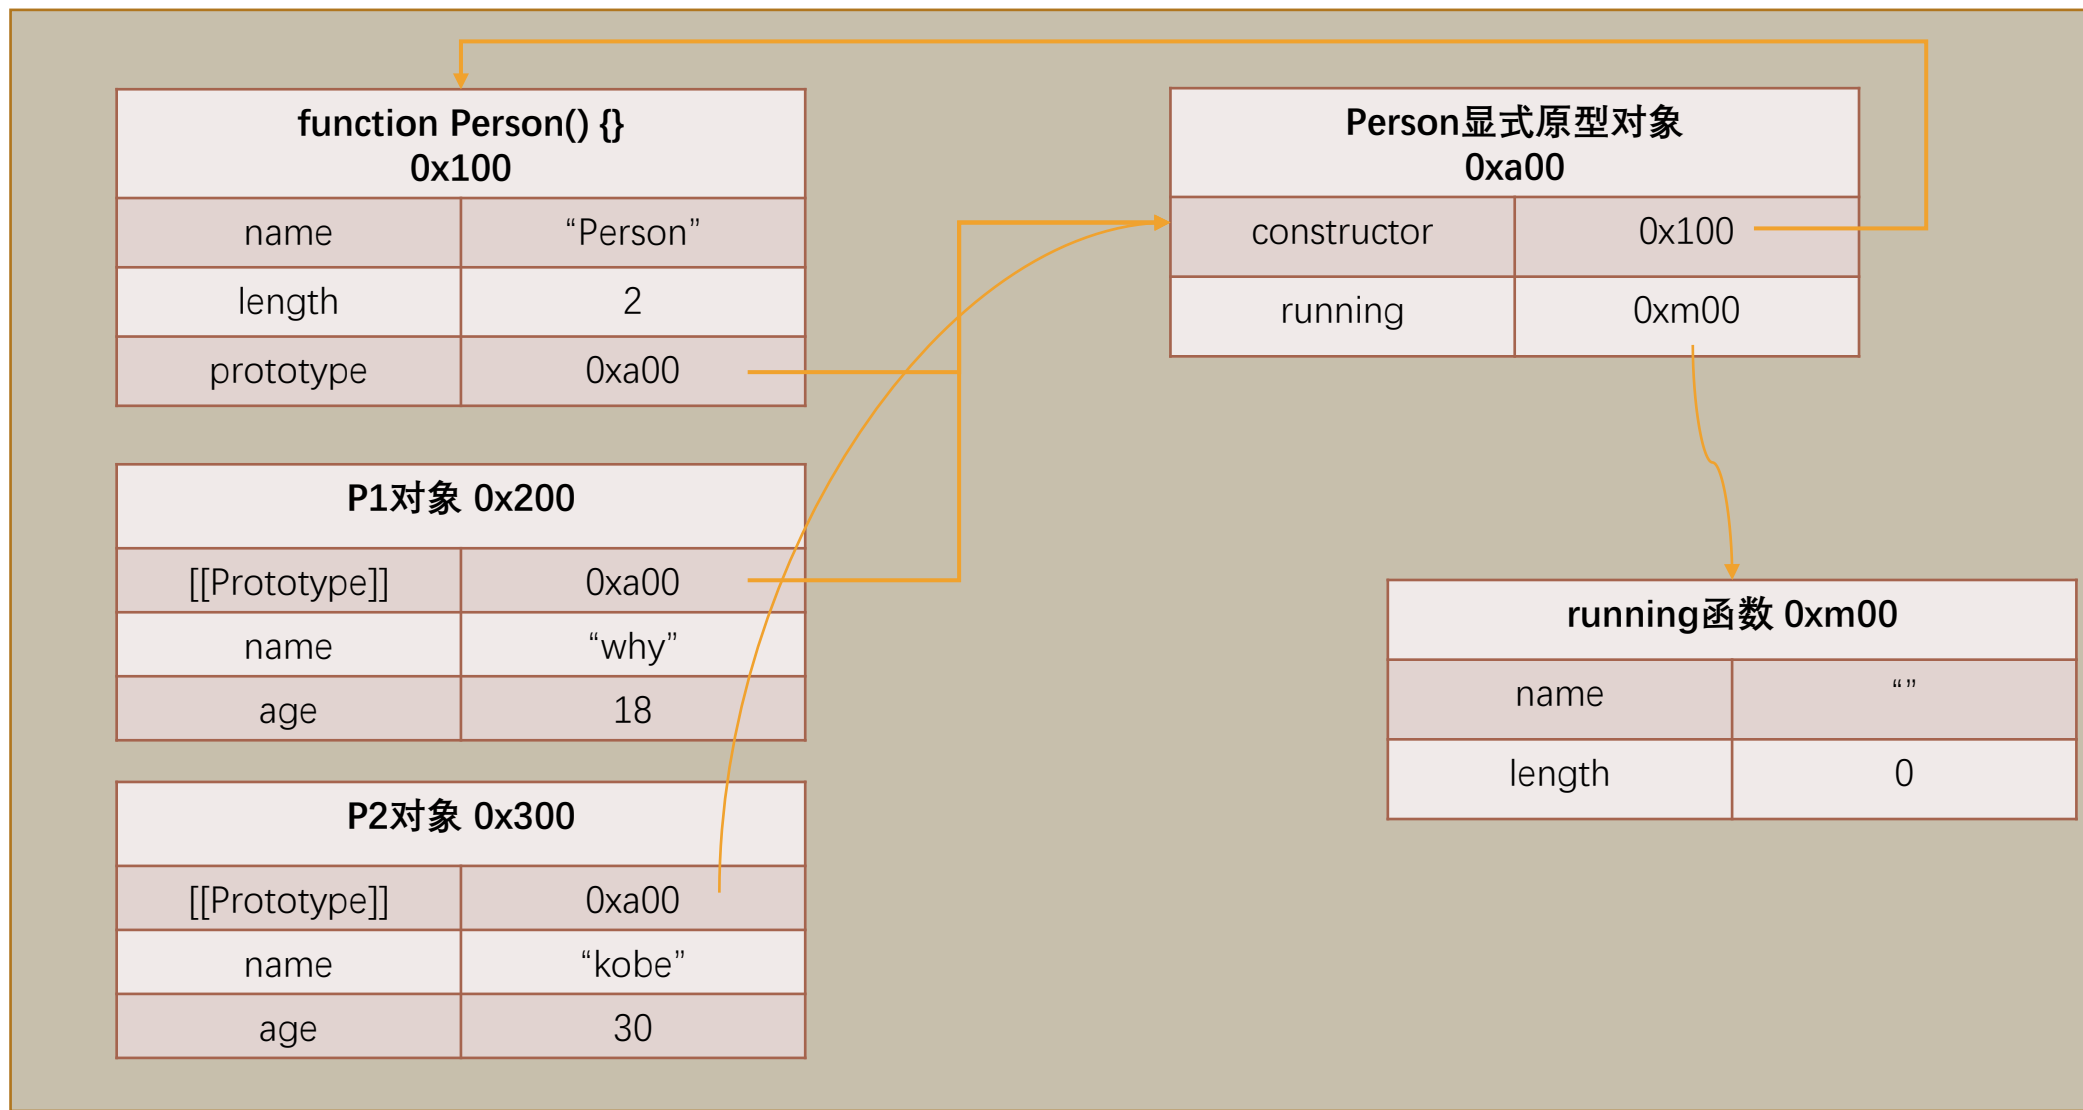 function Person() {}
0x100
name “Person”
length 2
prototype 0xa00
P1对象 0x200
[[Prototype]] 0xa00
name “why”
age 18
P2对象 0x300
[[Prototype]] 0xa00
name “kobe”
age 30
Person显式原型对象
0xa00
constructor 0x100
running 0xm00
running函数 0xm00
name “”
length 0